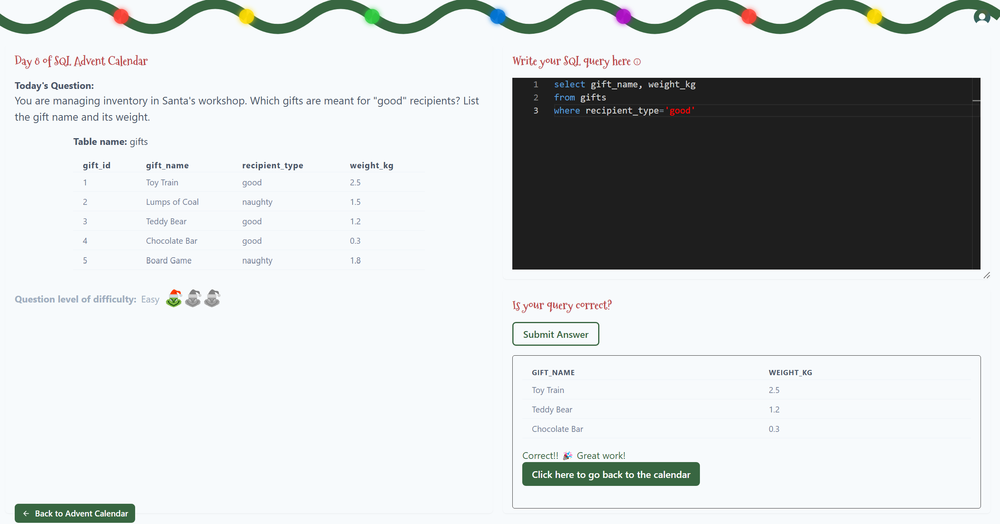 Day 8 of SQL Advent Calendar
Today's Question:
You are managing inventory in Santa's workshop. Which gifts are meant for "good" recipients? List
the gift name and its weight.
Table name: gifts
gift_id gift_name recipient_type weight_kg
1 Toy Train good 2.5
2 Lumps of Coal naughty 1.5
3 Teddy Bear good 1.2
4 Chocolate Bar good 0.3
5 Board Game naughty 1.8
Question level of difficulty: Easy
← Back to Advent Calendar
Write your SQL query here ⓘ
1 select gift_name, weight_kg
2 from gifts
3 where recipient_type='good'
Is your query correct?
Submit Answer
GIFT_NAME WEIGHT_KG
Toy Train 2.5
Teddy Bear 1.2
Chocolate Bar 0.3
Correct!! 🎉 Great work!
Click here to go back to the calendar